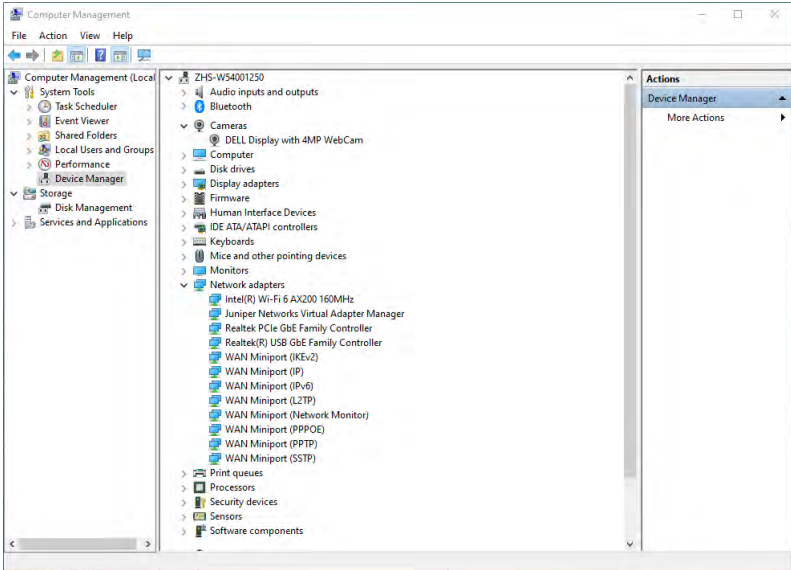 Computer Management
File Action View Help
Computer Management (Local
System Tools
Task Scheduler
Event Viewer
Shared Folders
Local Users and Groups
Performance
Device Manager
Storage
Disk Management
Services and Applications
ZHS-W54001250
Audio inputs and outputs
Bluetooth
Cameras
DELL Display with 4MP WebCam
Computer
Disk drives
Display adapters
Firmware
Human Interface Devices
IDE ATA/ATAPI controllers
Keyboards
Mice and other pointing devices
Monitors
Network adapters
Intel(R) Wi-Fi 6 AX200 160MHz
Juniper Networks Virtual Adapter Manager
Realtek PCIe GbE Family Controller
Realtek(R) USB GbE Family Controller
WAN Miniport (IKEv2)
WAN Miniport (IP)
WAN Miniport (IPv6)
WAN Miniport (L2TP)
WAN Miniport (Network Monitor)
WAN Miniport (PPPOE)
WAN Miniport (PPTP)
WAN Miniport (SSTP)
Print queues
Processors
Security devices
Sensors
Software components
Actions
Device Manager
More Actions